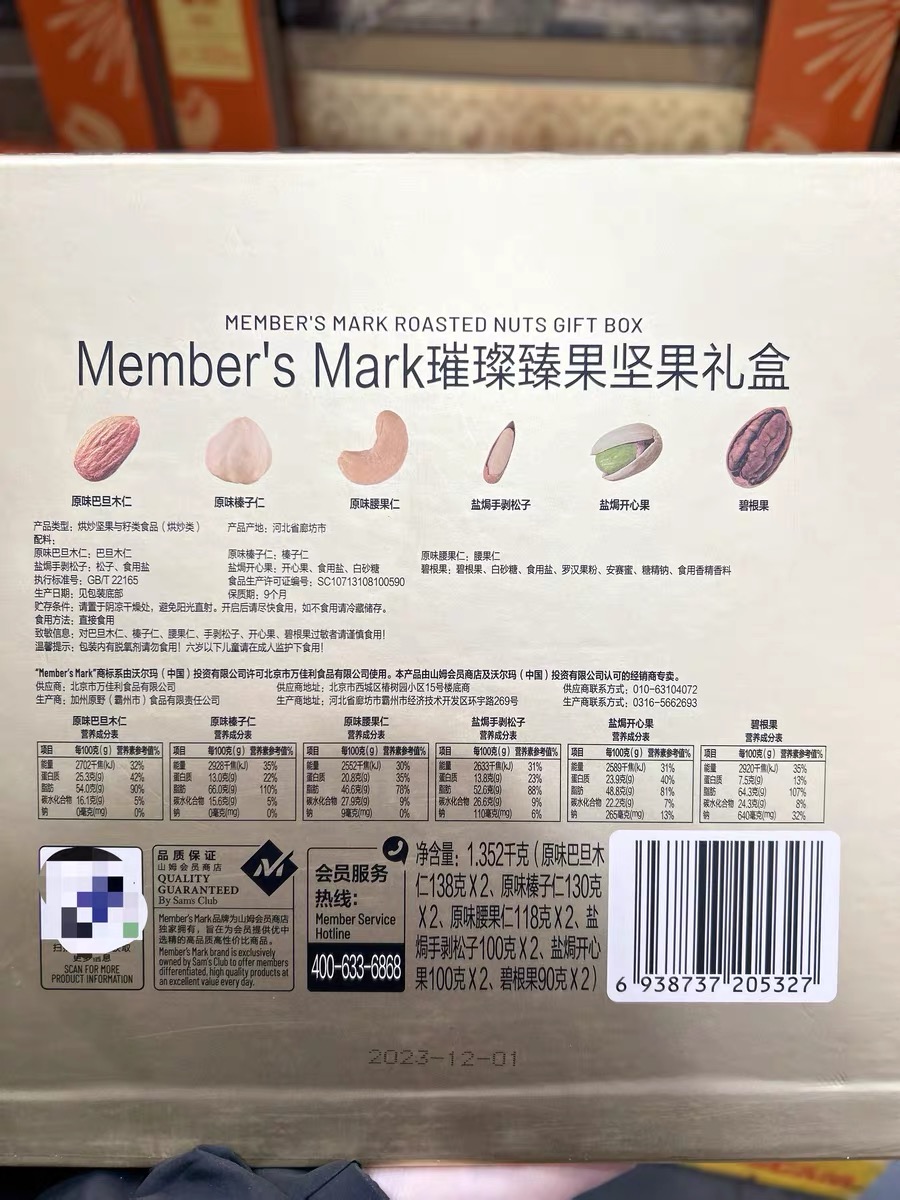 MEMBER'S MARK ROASTED NUTS GIFT BOX
Member's Mark璀璨臻果坚果礼盒
原味巴旦木仁 原味榛子仁 原味腰果仁 盐焗手剥松子 盐焗开心果 碧根果
产品类型：烘炒坚果与籽类食品（烘炒类） 产品产地：河北省廊坊市
配料：
原味巴旦木仁：巴旦木仁 原味榛子仁：榛子仁 原味腰果仁：腰果仁
盐焗手剥松子：松子、食用盐 盐焗开心果：开心果、食用盐、白砂糖 碧根果：碧根果、白砂糖、食用盐、罗汉果粉、安赛蜜、糖精钠、食用香精香料
执行标准号：GB/T 22165 食品生产许可证编号：SC10713108100590
生产日期：见包装底部 保质期：9个月
贮存条件：请置于阴凉干燥处，避免阳光直射。开启后请尽快食用，如不食用请冷藏储存。
食用方法：直接食用
致敏信息：对巴旦木仁、榛子仁、腰果仁、手剥松子、开心果、碧根果过敏者请谨慎食用！
温馨提示：包装内有脱氧剂请勿食用！六岁以下儿童请在成人监护下食用！
"Member's Mark"商标系由沃尔玛（中国）投资有限公司许可北京市万佳利食品有限公司使用。本产品由山姆会员商店及沃尔玛（中国）投资有限公司认可的经销商专卖。
供应商：北京市万佳利食品有限公司 供应商地址：北京市西城区椿树园小区15号楼底商 供应商联系方式：010-63104072
生产商：加州原野（霸州市）食品有限责任公司 生产商地址：河北省廊坊市霸州市经济技术开发区环宇路269号 生产商联系方式：0316-5662693
原味巴旦木仁 原味榛子仁 原味腰果仁 盐焗手剥松子 盐焗开心果 碧根果
营养成分表 营养成分表 营养成分表 营养成分表 营养成分表 营养成分表
项目 每100克(g) 营养素参考值% 项目 每100克(g) 营养素参考值% 项目 每100克(g) 营养素参考值% 项目 每100克(g) 营养素参考值% 项目 每100克(g) 营养素参考值% 项目 每100克(g) 营养素参考值%
能量 2702千焦(kJ) 32% 能量 2928千焦(kJ) 35% 能量 2552千焦(kJ) 30% 能量 2633千焦(kJ) 31% 能量 2589千焦(kJ) 31% 能量 2920千焦(kJ) 35%
蛋白质 25.3克(g) 42% 蛋白质 13.0克(g) 22% 蛋白质 20.8克(g) 35% 蛋白质 13.8克(g) 23% 蛋白质 23.9克(g) 40% 蛋白质 7.5克(g) 13%
脂肪 54.0克(g) 90% 脂肪 66.0克(g) 110% 脂肪 46.6克(g) 78% 脂肪 52.6克(g) 88% 脂肪 48.8克(g) 81% 脂肪 64.3克(g) 107%
碳水化合物 16.1克(g) 5% 碳水化合物 15.6克(g) 5% 碳水化合物 27.9克(g) 9% 碳水化合物 26.6克(g) 9% 碳水化合物 22.2克(g) 7% 碳水化合物 24.3克(g) 8%
钠 0毫克(mg) 0% 钠 0毫克(mg) 0% 钠 9毫克(mg) 0% 钠 110毫克(mg) 6% 钠 265毫克(mg) 13% 钠 640毫克(mg) 32%
更多信息
SCAN FOR MORE
PRODUCT INFORMATION
品质保证
山姆会员商店
QUALITY
GUARANTEED
By Sam's Club
Member's Mark品牌为山姆会员商店
独家拥有，旨在为会员提供优中
选精的高品质高性价比商品。
Member's Mark brand is exclusively
owned by Sam's Club to offer members
differentiated, high quality products at
an excellent value every day.
会员服务
热线：
Member Service
Hotline
400-633-6868
净含量：1.352千克（原味巴旦木
仁138克X2、原味榛子仁130克
X2、原味腰果仁118克X2、盐
焗手剥松子100克X2、盐焗开心
果100克X2、碧根果90克X2）
6 938737 205327
2023-12-01